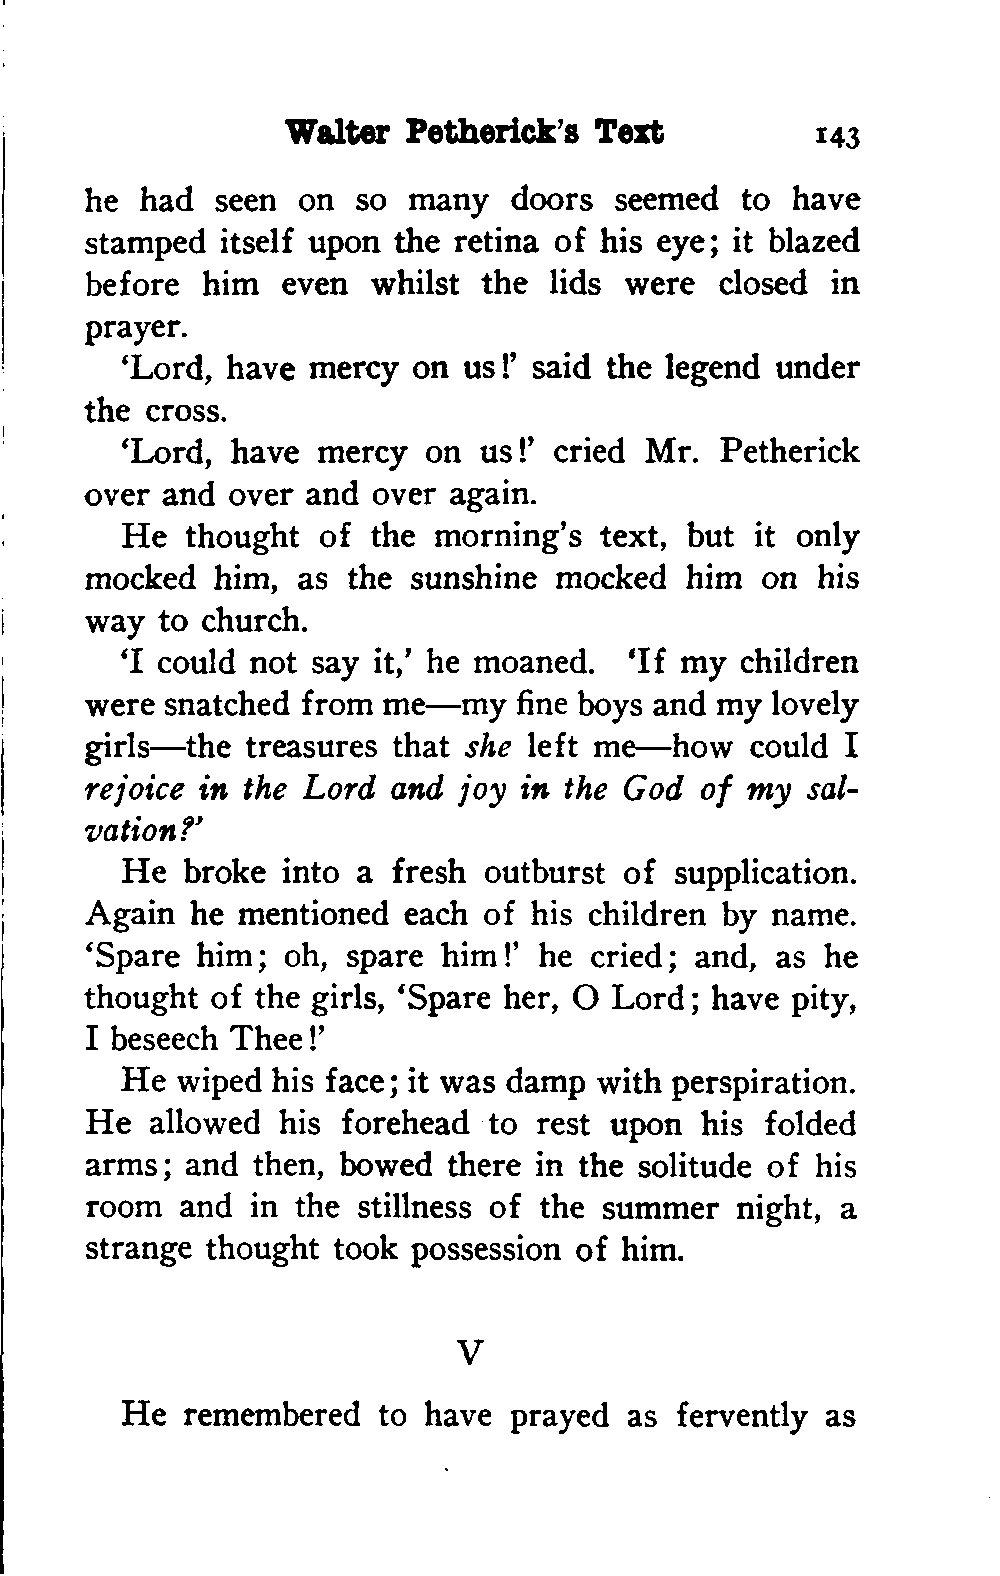 Walter Petherick's Text 143
he had seen on so many doors seemed to have
stamped itself upon the retina of his eye; it blazed
before him even whilst the lids were closed in
prayer.
‘Lord, have mercy on us!’ said the legend under
the cross.
‘Lord, have mercy on us!’ cried Mr. Petherick
over and over and over again.
He thought of the morning’s text, but it only
mocked him, as the sunshine mocked him on his
way to church.
‘I could not say it,’ he moaned. ‘If my children
were snatched from me—my fine boys and my lovely
girls—the treasures that she left me—how could I
rejoice in the Lord and joy in the God of my sal-
vation?’
He broke into a fresh outburst of supplication.
Again he mentioned each of his children by name.
‘Spare him; oh, spare him!’ he cried; and, as he
thought of the girls, ‘Spare her, O Lord; have pity,
I beseech Thee!’
He wiped his face; it was damp with perspiration.
He allowed his forehead to rest upon his folded
arms; and then, bowed there in the solitude of his
room and in the stillness of the summer night, a
strange thought took possession of him.
V
He remembered to have prayed as fervently as